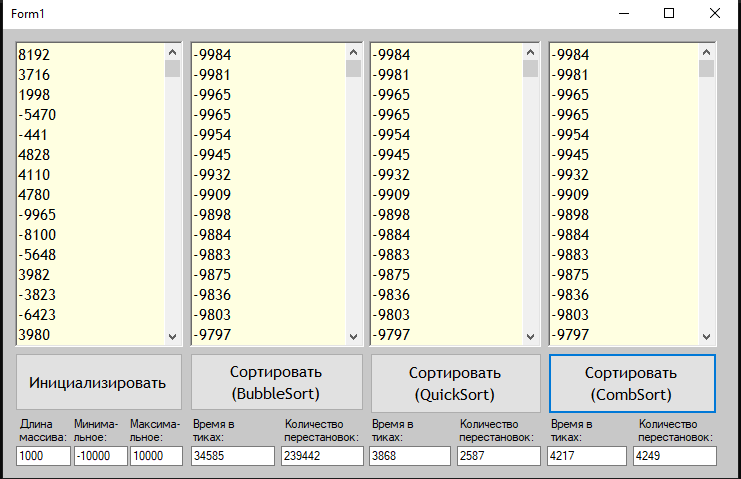 Form1
8192
3716
1998
-5470
-441
4828
4110
4780
-9965
-8100
-5648
3982
-3823
-6423
3980
-9984
-9981
-9965
-9965
-9954
-9945
-9932
-9909
-9898
-9884
-9883
-9875
-9836
-9803
-9797
-9984
-9981
-9965
-9965
-9954
-9945
-9932
-9909
-9898
-9884
-9883
-9875
-9836
-9803
-9797
-9984
-9981
-9965
-9965
-9954
-9945
-9932
-9909
-9898
-9884
-9883
-9875
-9836
-9803
-9797
Инициализировать
Сортировать
(BubbleSort)
Сортировать
(QuickSort)
Сортировать
(CombSort)
Длина
массива:
1000
Минима-
льное:
-10000
Максима-
льное:
10000
Время в
тиках:
34585
Количество
перестановок:
239442
Время в
тиках:
3868
Количество
перестановок:
2587
Время в
тиках:
4217
Количество
перестановок:
4249